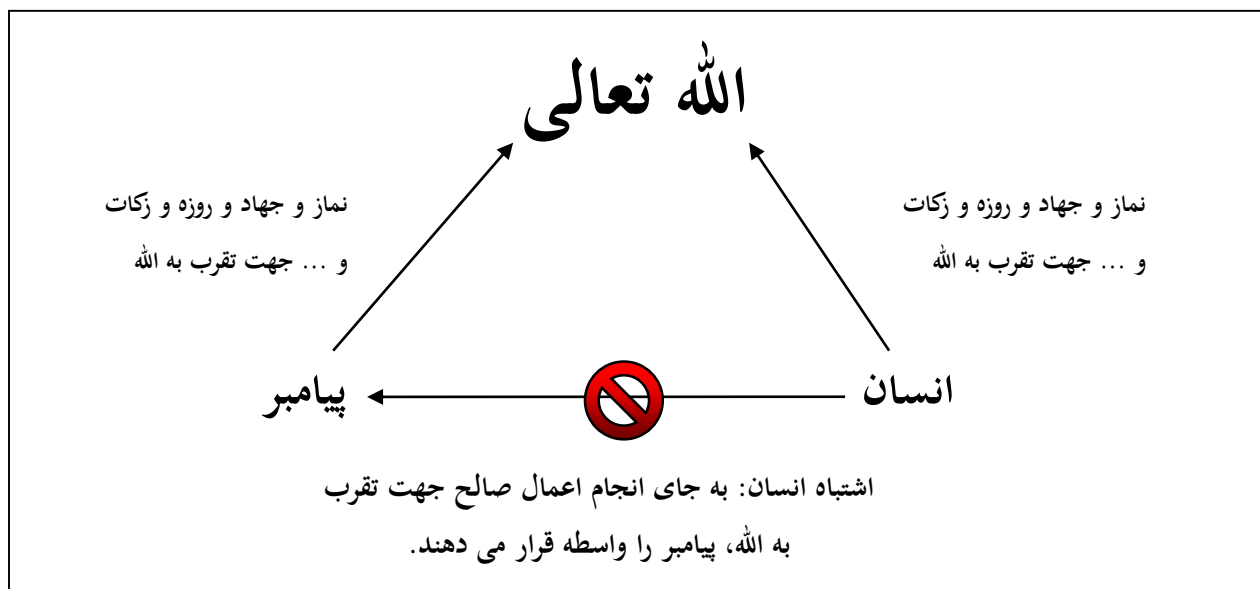 الله تعالی
نماز و جهاد و روزه و زکات
و ... جهت تقرب به الله
نماز و جهاد و روزه و زکات
و ... جهت تقرب به الله
انسان
پیامبر
اشتباه انسان: به جای انجام اعمال صالح جهت تقرب
به الله، پیامبر را واسطه قرار می دهند.